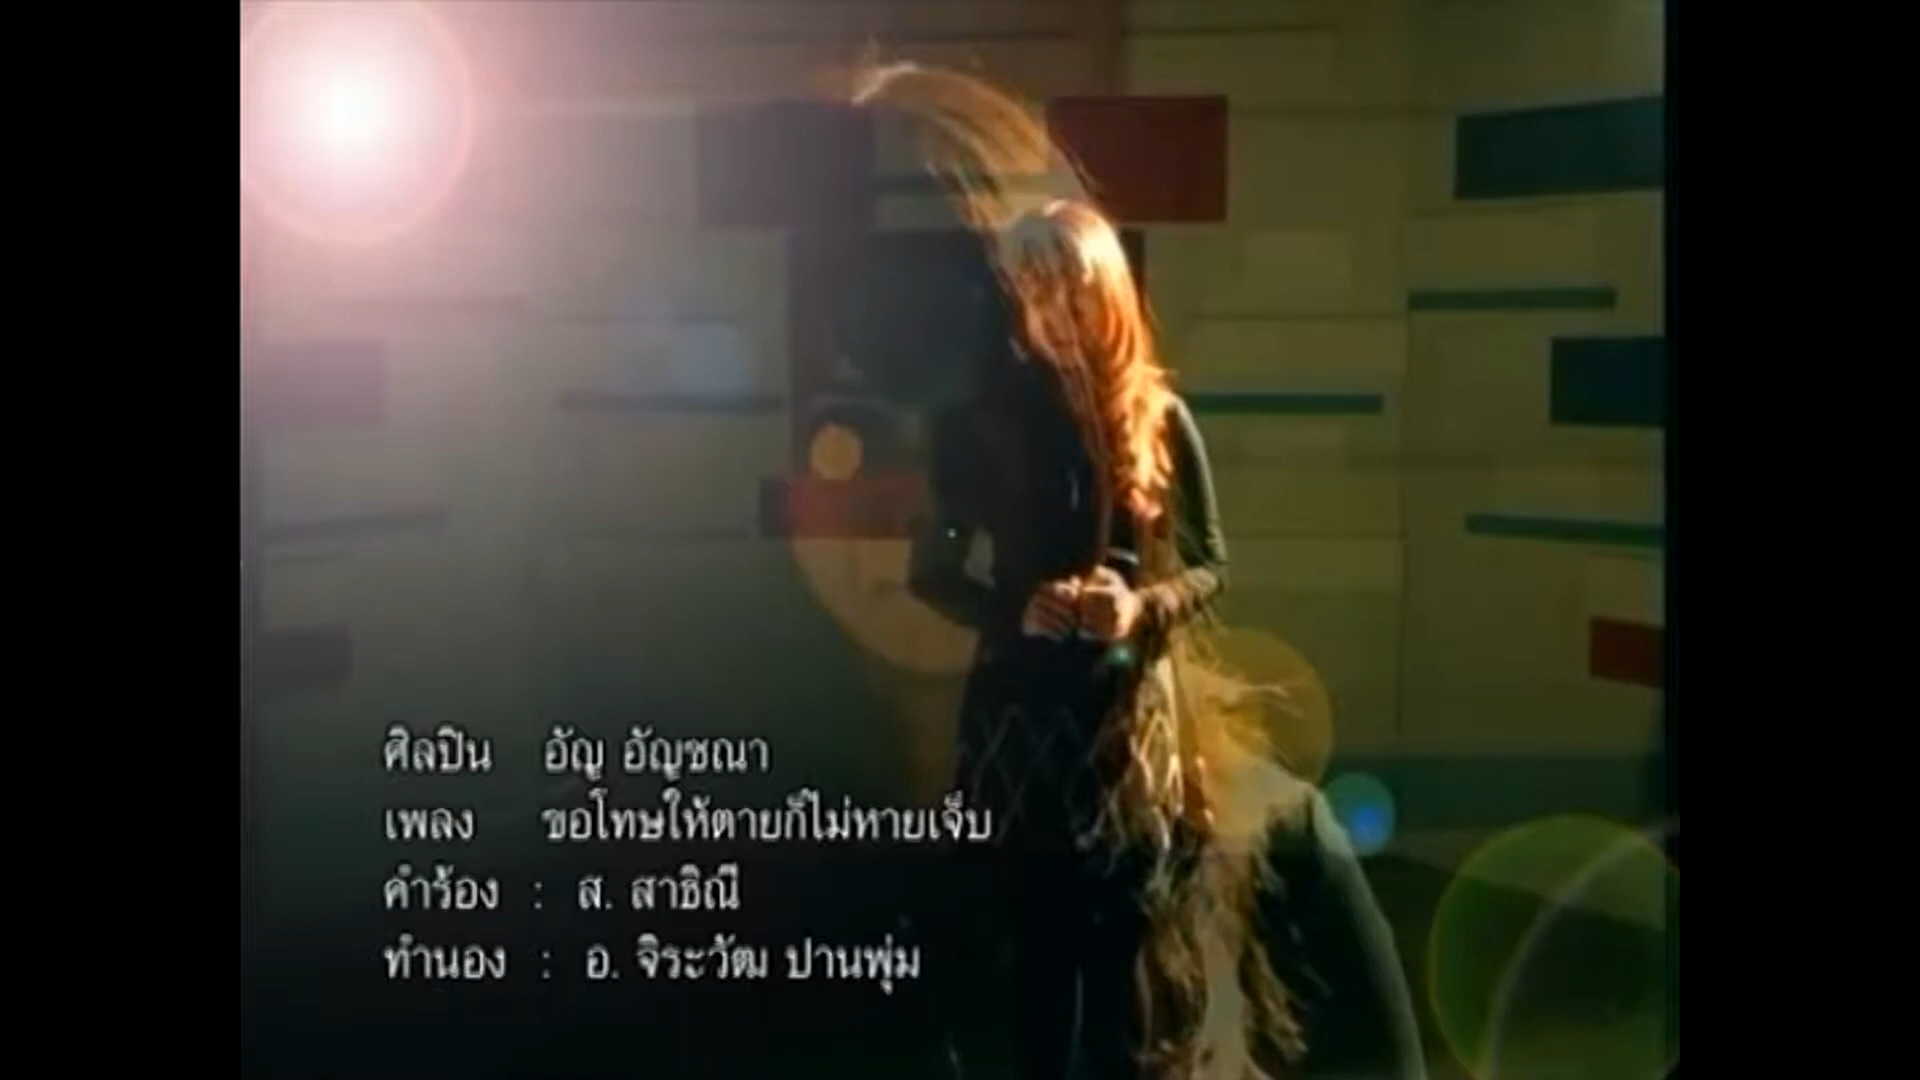 ศิลปิน อัญ อัญชณา
เพลง ขอโทษให้ตายก็ไม่หายเจ็บ
คำร้อง : ส. สาธิณี
ทำนอง : อ. จิระวัฒ ปานพุ่ม